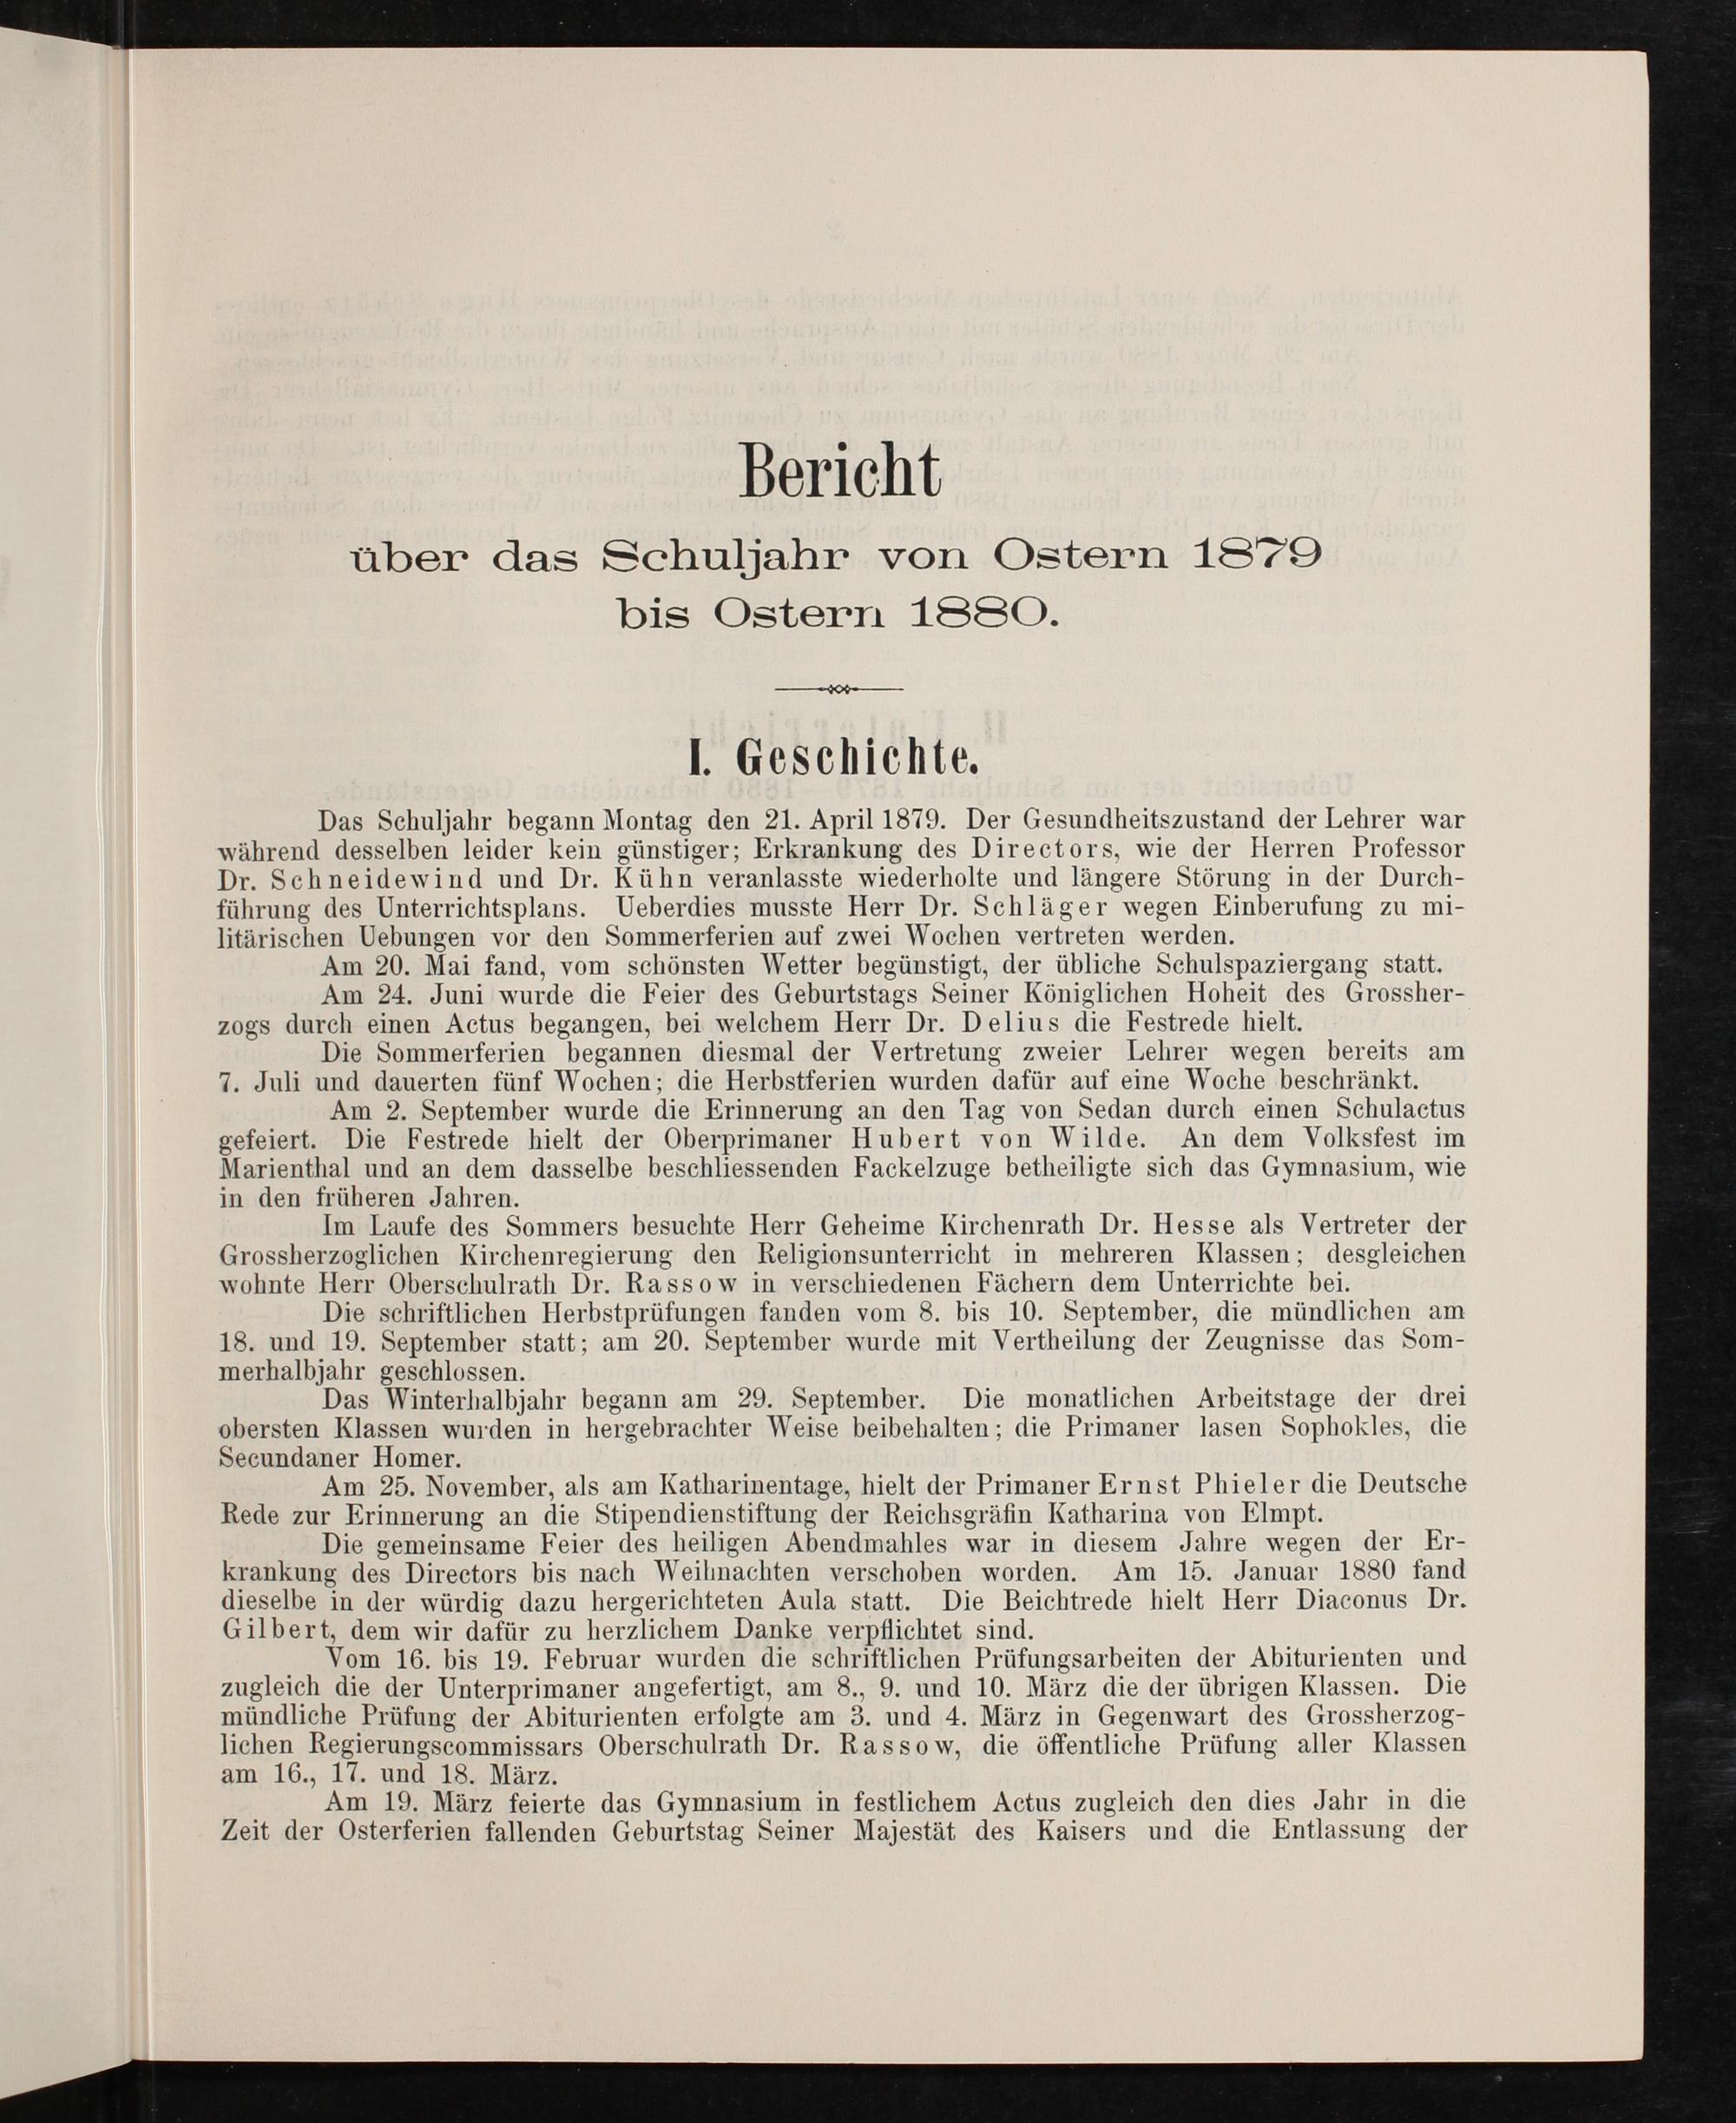 Bericht
über das Schuljahr von Ostern 1879
bis Ostern 1880.
I. Geschichte.
Das Schuljahr begann Montag den 21. April 1879. Der Gesundheitszustand der Lehrer war
während desselben leider kein günstiger; Erkrankung des Directors, wie der Herren Professor
Dr. Schneidewind und Dr. Kühn veranlasste wiederholte und längere Störung in der Durch-
führung des Unterrichtsplans. Ueberdies musste Herr Dr. Schläger wegen Einberufung zu mi-
litärischen Uebungen vor den Sommerferien auf zwei Wochen vertreten werden.
Am 20. Mai fand, vom schönsten Wetter begünstigt, der übliche Schulspaziergang statt.
Am 24. Juni wurde die Feier des Geburtstags Seiner Königlichen Hoheit des Grossher-
zogs durch einen Actus begangen, bei welchem Herr Dr. Delius die Festrede hielt.
Die Sommerferien begannen diesmal der Vertretung zweier Lehrer wegen bereits am
7. Juli und dauerten fünf Wochen; die Herbstferien wurden dafür auf eine Woche beschränkt.
Am 2. September wurde die Erinnerung an den Tag von Sedan durch einen Schulactus
gefeiert. Die Festrede hielt der Oberprimaner Hubert von Wilde. An dem Volksfest im
Marienthal und an dem dasselbe beschliessenden Fackelzuge betheiligte sich das Gymnasium, wie
in den früheren Jahren.
Im Laufe des Sommers besuchte Herr Geheime Kirchenrath Dr. Hesse als Vertreter der
Grossherzoglichen Kirchenregierung den Religionsunterricht in mehreren Klassen; desgleichen
wohnte Herr Oberschulrath Dr. Rassow in verschiedenen Fächern dem Unterrichte bei.
Die schriftlichen Herbstprüfungen fanden vom 8. bis 10. September, die mündlichen am
18. und 19. September statt; am 20. September wurde mit Vertheilung der Zeugnisse das Som-
merhalbjahr geschlossen.
Das Winterhalbjahr begann am 29. September. Die monatlichen Arbeitstage der drei
obersten Klassen wurden in hergebrachter Weise beibehalten; die Primaner lasen Sophokles, die
Secundaner Homer.
Am 25. November, als am Katharinentage, hielt der Primaner Ernst Phieler die Deutsche
Rede zur Erinnerung an die Stipendienstiftung der Reichsgräfin Katharina von Elmpt.
Die gemeinsame Feier des heiligen Abendmahles war in diesem Jahre wegen der Er-
krankung des Directors bis nach Weihnachten verschoben worden. Am 15. Januar 1880 fand
dieselbe in der würdig dazu hergerichteten Aula statt. Die Beichtrede hielt Herr Diaconus Dr.
Gilbert, dem wir dafür zu herzlichem Danke verpflichtet sind.
Vom 16. bis 19. Februar wurden die schriftlichen Prüfungsarbeiten der Abiturienten und
zugleich die der Unterprimaner angefertigt, am 8., 9. und 10. März die der übrigen Klassen. Die
mündliche Prüfung der Abiturienten erfolgte am 3. und 4. März in Gegenwart des Grossherzog-
lichen Regierungscommissars Oberschulrath Dr. Rassow, die öffentliche Prüfung aller Klassen
am 16., 17. und 18. März.
Am 19. März feierte das Gymnasium in festlichem Actus zugleich den dies Jahr in die
Zeit der Osterferien fallenden Geburtstag Seiner Majestät des Kaisers und die Entlassung der